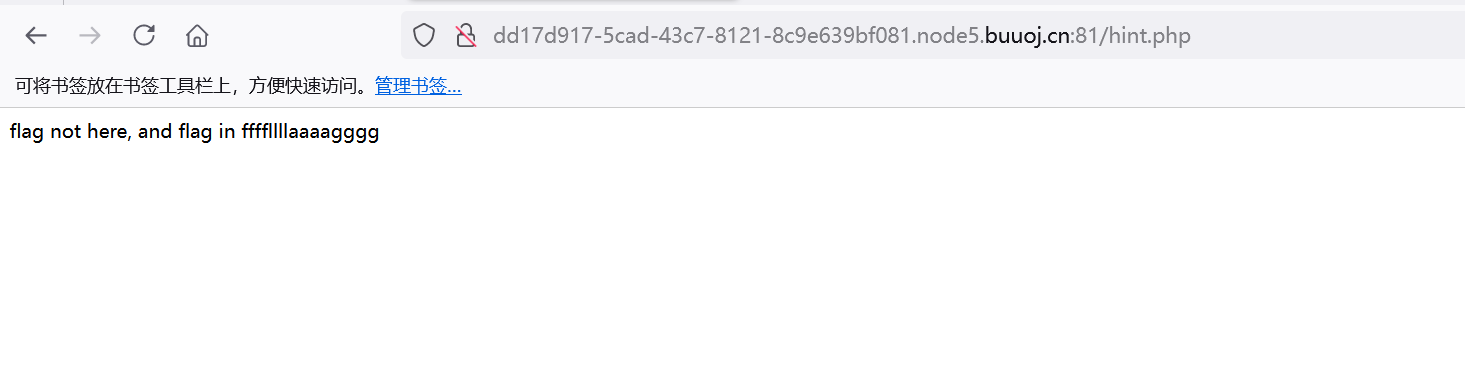 dd17d917-5cad-43c7-8121-8c9e639bf081.node5.buuoj.cn:81/hint.php
可将书签放在书签工具栏上，方便快速访问。管理书签...
flag not here, and flag in fffffllllaaaagggg